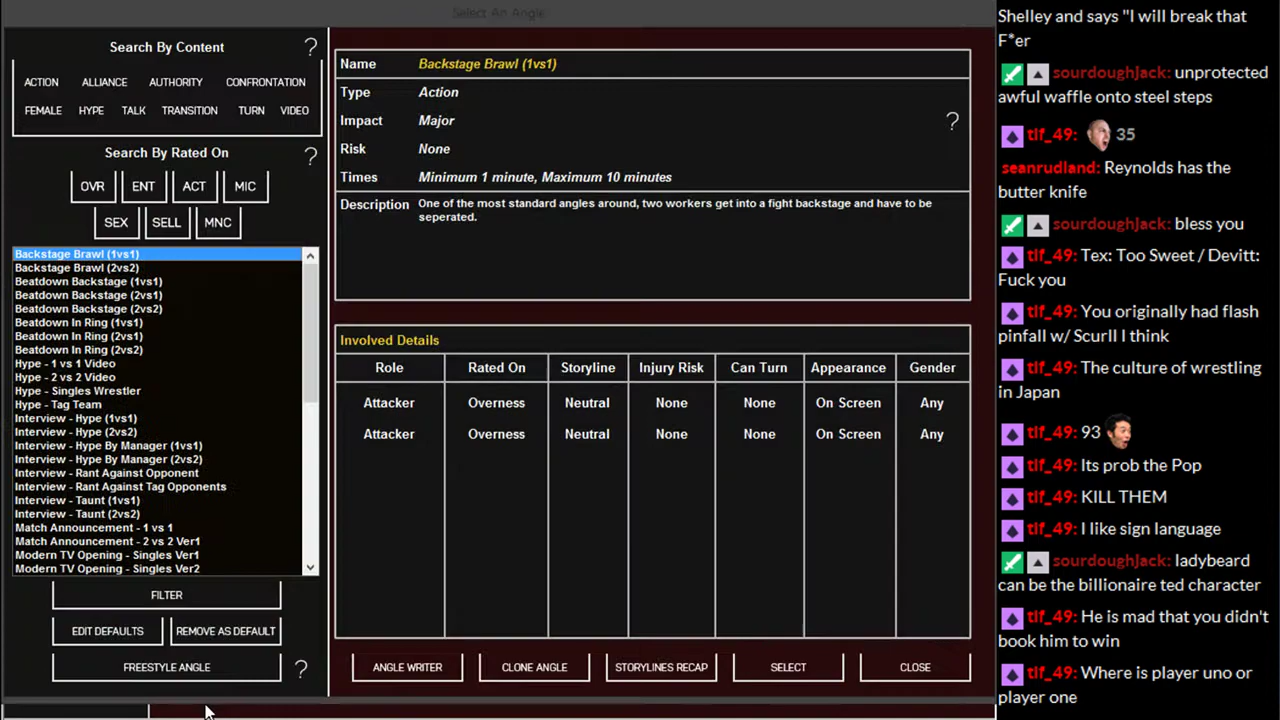 Select An Angle
Search By Content
?
ACTION ALLIANCE AUTHORITY CONFRONTATION
FEMALE HYPE TALK TRANSITION TURN VIDEO
Search By Rated On
?
OVR ENT ACT MIC
SEX SELL MNC
Backstage Brawl (1vs1)
Backstage Brawl (2vs2)
Beatdown Backstage (1vs1)
Beatdown Backstage (2vs1)
Beatdown Backstage (2vs2)
Beatdown In Ring (1vs1)
Beatdown In Ring (2vs1)
Beatdown In Ring (2vs2)
Hype - 1 vs 1 Video
Hype - 2 vs 2 Video
Hype - Singles Wrestler
Hype - Tag Team
Interview - Hype (1vs1)
Interview - Hype (2vs2)
Interview - Hype By Manager (1vs1)
Interview - Hype By Manager (2vs2)
Interview - Rant Against Opponent
Interview - Rant Against Tag Opponents
Interview - Taunt (1vs1)
Interview - Taunt (2vs2)
Match Announcement - 1 vs 1
Match Announcement - 2 vs 2 Ver1
Modern TV Opening - Singles Ver1
Modern TV Opening - Singles Ver2
FILTER
EDIT DEFAULTS REMOVE AS DEFAULT
FREESTYLE ANGLE ?
Name Backstage Brawl (1vs1)
Type Action
Impact Major
?
Risk None
Times Minimum 1 minute, Maximum 10 minutes
Description One of the most standard angles around, two workers get into a fight backstage and have to be
seperated.
Involved Details
Role Rated On Storyline Injury Risk Can Turn Appearance Gender
Attacker Overness Neutral None None On Screen Any
Attacker Overness Neutral None None On Screen Any
ANGLE WRITER CLONE ANGLE STORYLINES RECAP SELECT CLOSE
Shelley and says "I will break that
F*er
sourdoughjack: unprotected
awful waffle onto steel steps
tlf_49: 35
seanrudland: Reynolds has the
butter knife
sourdoughjack: bless you
tlf_49: Tex: Too Sweet / Devitt:
Fuck you
tlf_49: You originally had flash
pinfall w/ Scurll I think
tlf_49: The culture of wrestling
in Japan
tlf_49: 93
tlf_49: Its prob the Pop
tlf_49: KILL THEM
tlf_49: I like sign language
sourdoughjack: ladybeard
can be the billionaire ted character
tlf_49: He is mad that you didn't
book him to win
tlf_49: Where is player uno or
player one